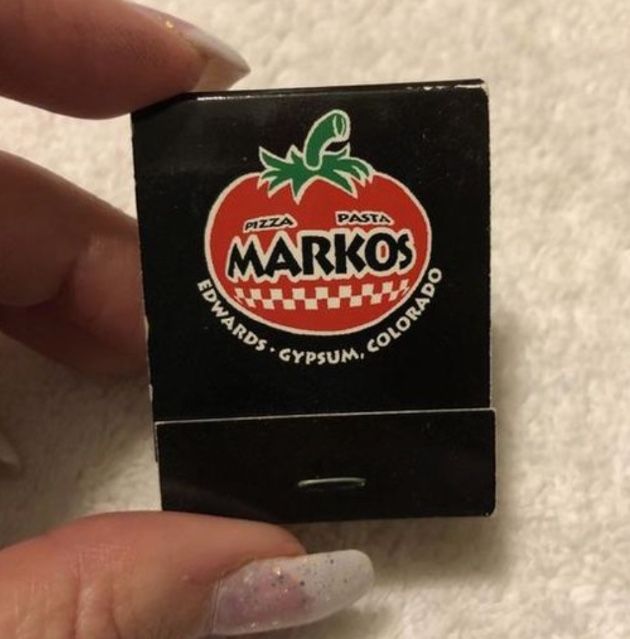 PIZZA PASTA
MARKOS
EDWARDS · GYPSUM, COLORADO